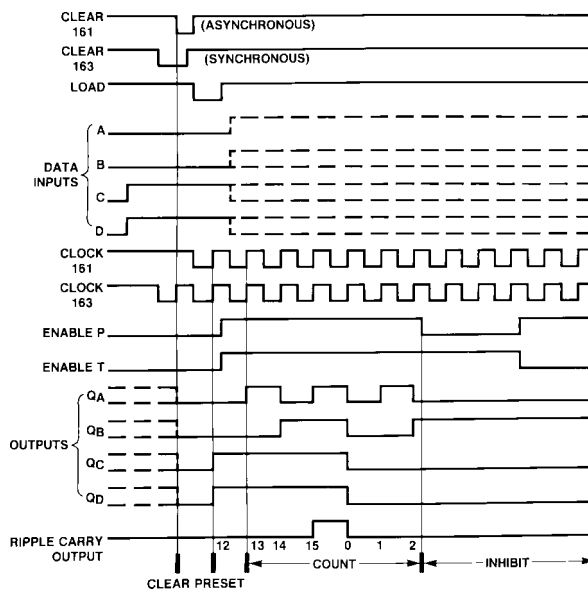 CLEAR
161
(ASYNCHRONOUS)
CLEAR
163
(SYNCHRONOUS)
LOAD
A
B
DATA
INPUTS
C
D
CLOCK
161
CLOCK
163
ENABLE P
ENABLE T
QA
QB
OUTPUTS
QC
QD
RIPPLE CARRY
OUTPUT
12 13 14 15 0 1 2
COUNT
INHIBIT
CLEAR PRESET